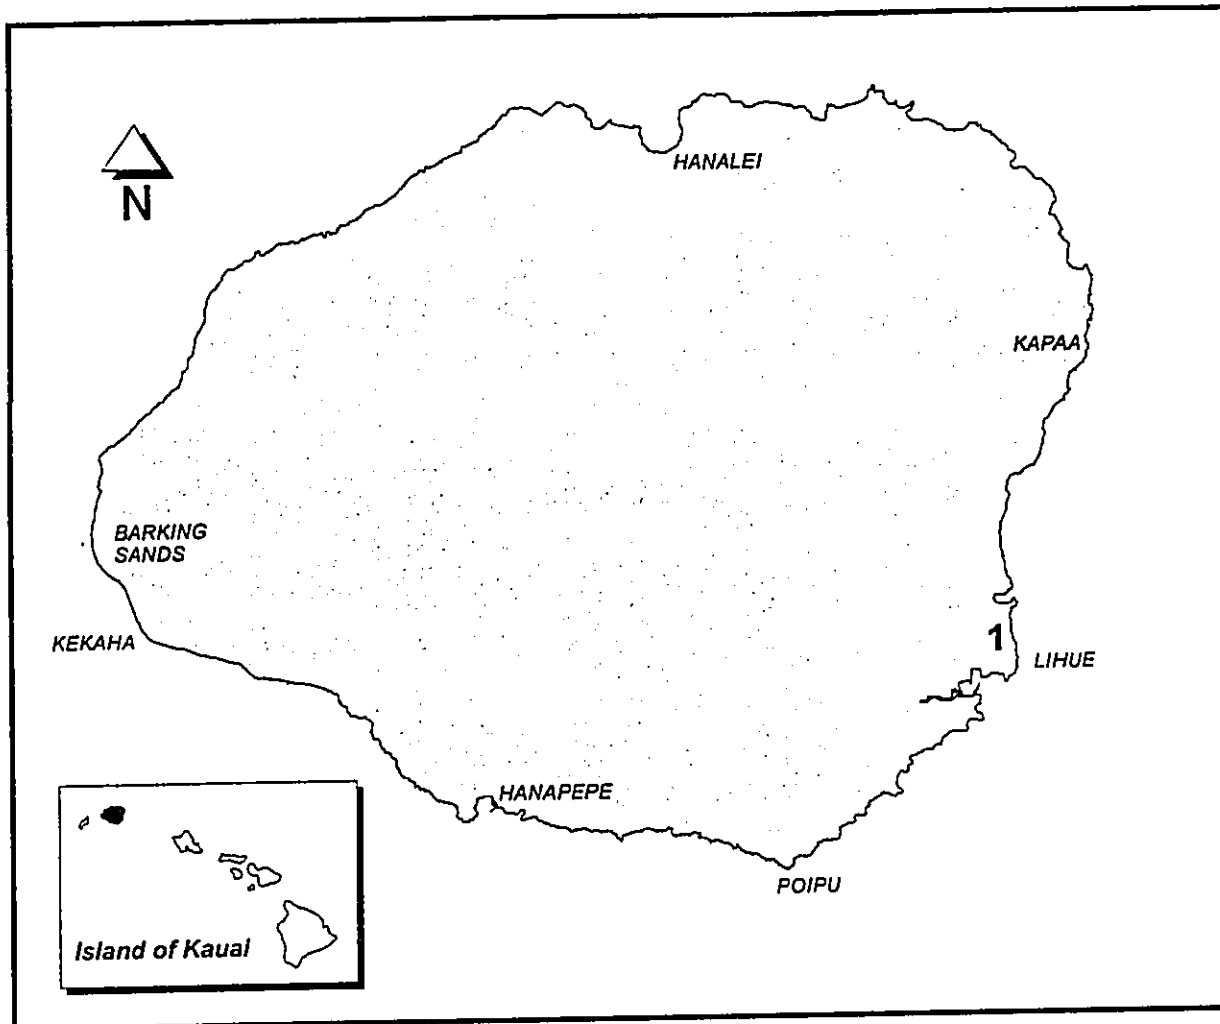 HANALEI
N
KAPAA
BARKING
SANDS
1
KEKAHA
LIHUE
HANAPEPE
POIPU
Island of Kauai